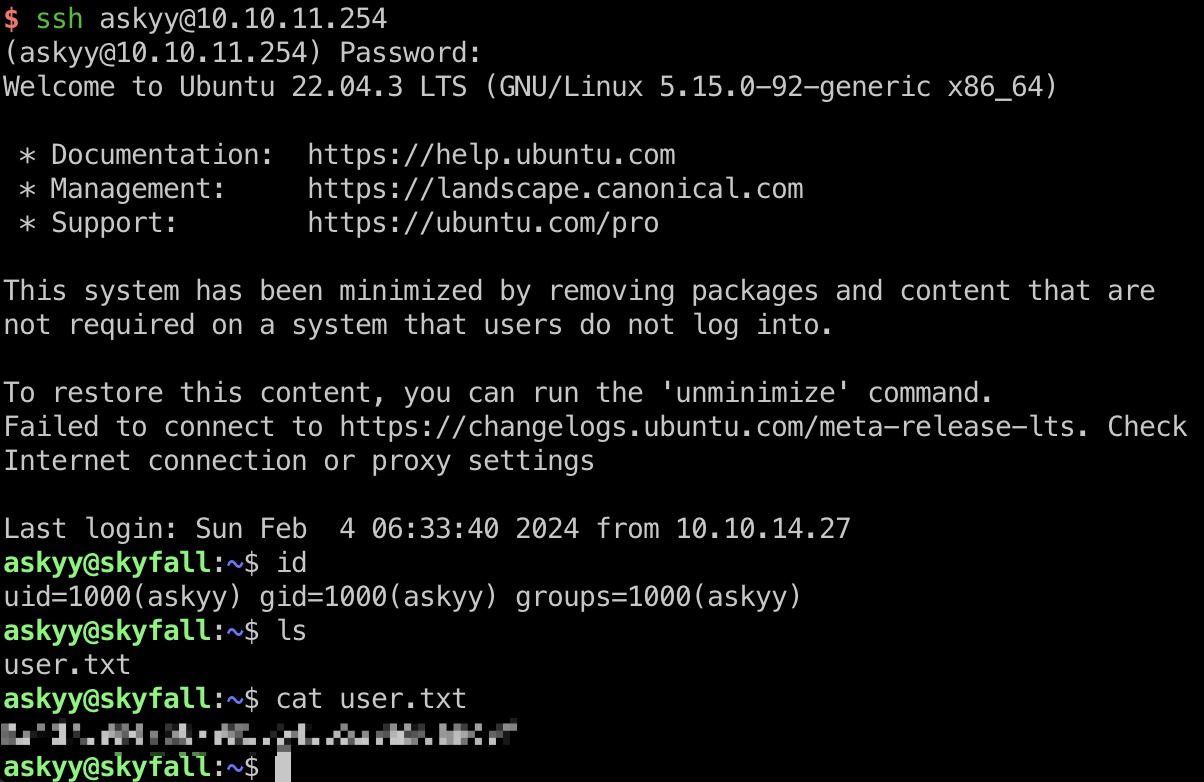 $ ssh askyy@10.10.11.254
(askyy@10.10.11.254) Password:
Welcome to Ubuntu 22.04.3 LTS (GNU/Linux 5.15.0-92-generic x86_64)

 * Documentation:  https://help.ubuntu.com
 * Management:     https://landscape.canonical.com
 * Support:        https://ubuntu.com/pro

This system has been minimized by removing packages and content that are
not required on a system that users do not log into.

To restore this content, you can run the 'unminimize' command.
Failed to connect to https://changelogs.ubuntu.com/meta-release-lts. Check
Internet connection or proxy settings

Last login: Sun Feb  4 06:33:40 2024 from 10.10.14.27
askyy@skyfall:~$ id
uid=1000(askyy) gid=1000(askyy) groups=1000(askyy)
askyy@skyfall:~$ ls
user.txt
askyy@skyfall:~$ cat user.txt
askyy@skyfall:~$